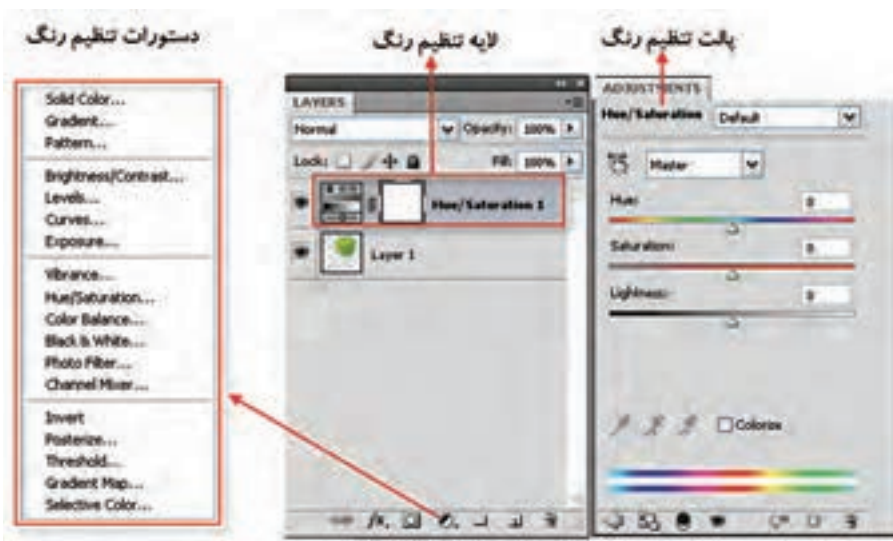 دستورات تنظیم رنگ
لایه تنظیم رنگ
پالت تنظیم رنگ
Solid Color...
Gradient...
Pattern...
Brightness/Contrast...
Levels...
Curves...
Exposure...
Vibrance...
Hue/Saturation...
Color Balance...
Black & White...
Photo Filter...
Channel Mixer...
Invert
Posterize...
Threshold...
Gradient Map...
Selective Color...
LAYERS
Normal Opacity: 100%
Lock: Fill: 100%
Hue/Saturation 1
Layer 1
fx.
ADJUSTMENTS
Hue/Saturation Default
Master
Hue: 0
Saturation: 0
Lightness: 0
Colorize